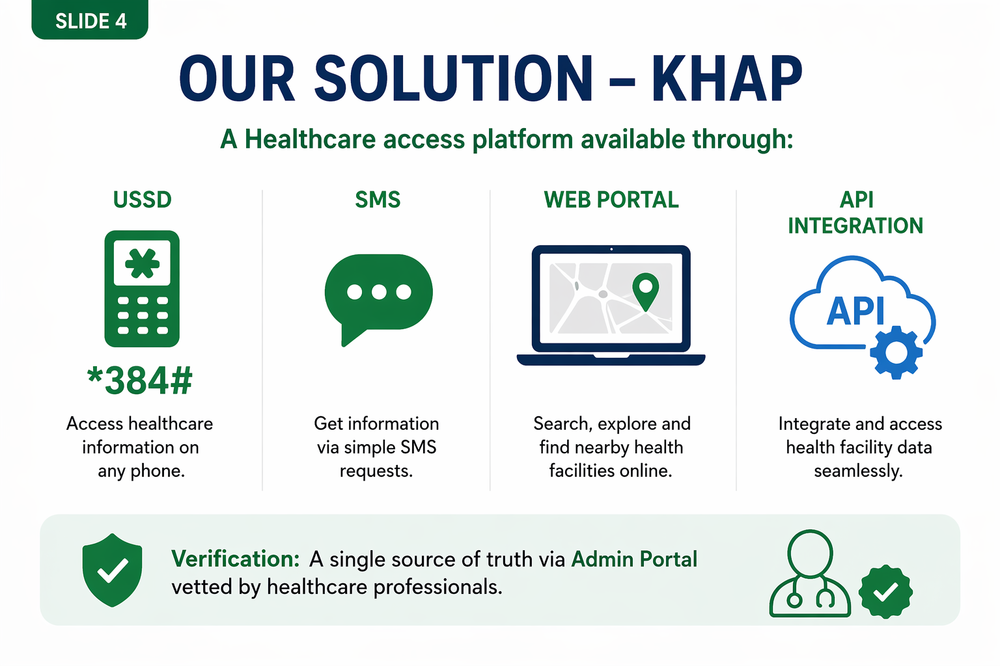 SLIDE 4
OUR SOLUTION – KHAP
A Healthcare access platform available through:
USSD
*384#
Access healthcare
information on
any phone.
SMS
Get information
via simple SMS
requests.
WEB PORTAL
Search, explore and
find nearby health
facilities online.
API
INTEGRATION
API
Integrate and access
health facility data
seamlessly.
Verification: A single source of truth via Admin Portal
vetted by healthcare professionals.